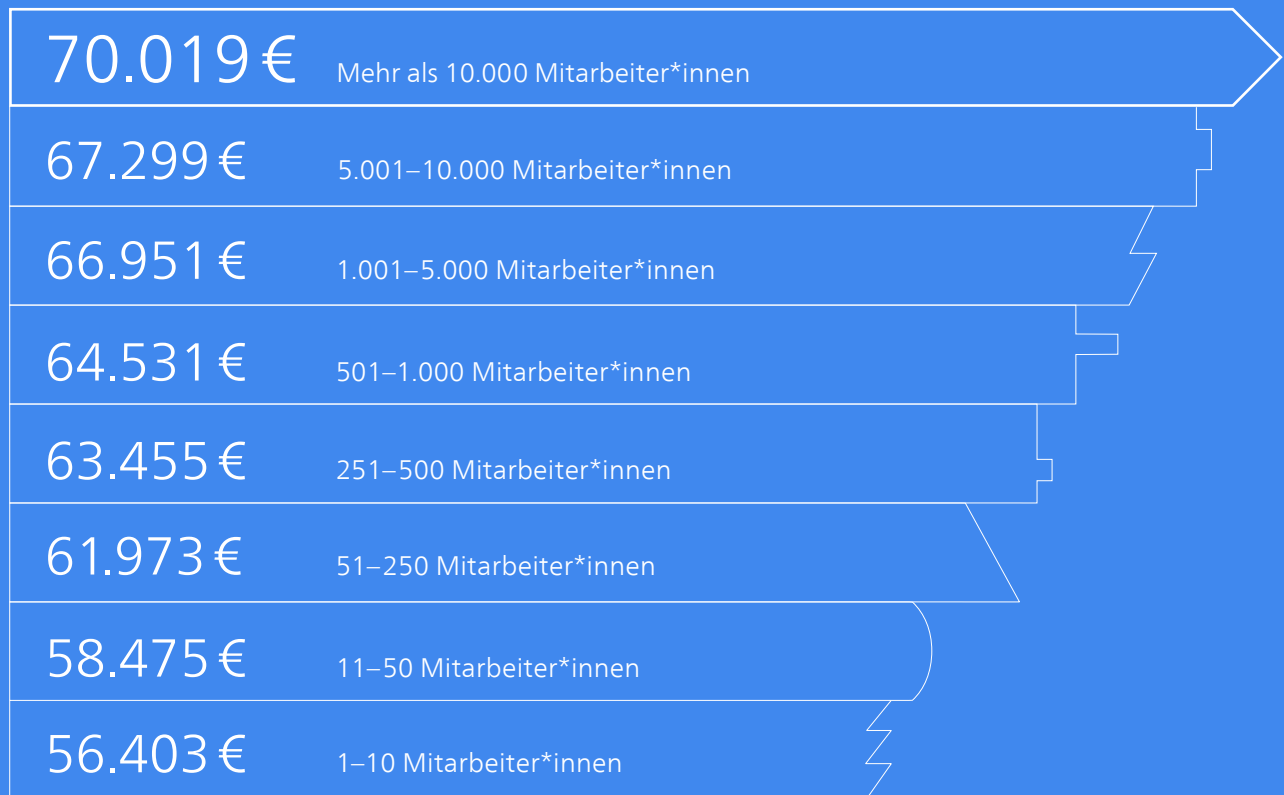 70.019 € Mehr als 10.000 Mitarbeiter*innen
67.299 € 5.001–10.000 Mitarbeiter*innen
66.951 € 1.001–5.000 Mitarbeiter*innen
64.531 € 501–1.000 Mitarbeiter*innen
63.455 € 251–500 Mitarbeiter*innen
61.973 € 51–250 Mitarbeiter*innen
58.475 € 11–50 Mitarbeiter*innen
56.403 € 1–10 Mitarbeiter*innen